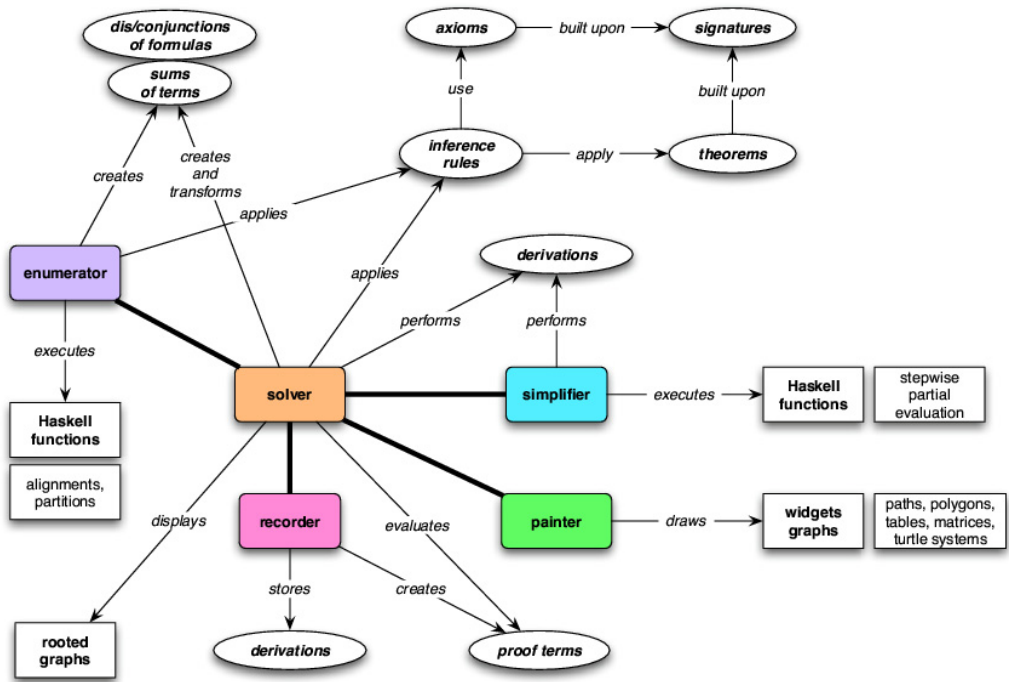 dis/conjunctions
of formulas
sums
of terms
axioms
built upon
signatures
use
built upon
inference
rules
apply
theorems
creates
creates
and
transforms
applies
applies
derivations
enumerator
performs
performs
executes
solver
simplifier
executes
Haskell
functions
stepwise
partial
evaluation
Haskell
functions
alignments,
partitions
displays
recorder
evaluates
painter
draws
widgets
graphs
paths, polygons,
tables, matrices,
turtle systems
stores
creates
rooted
graphs
derivations
proof terms